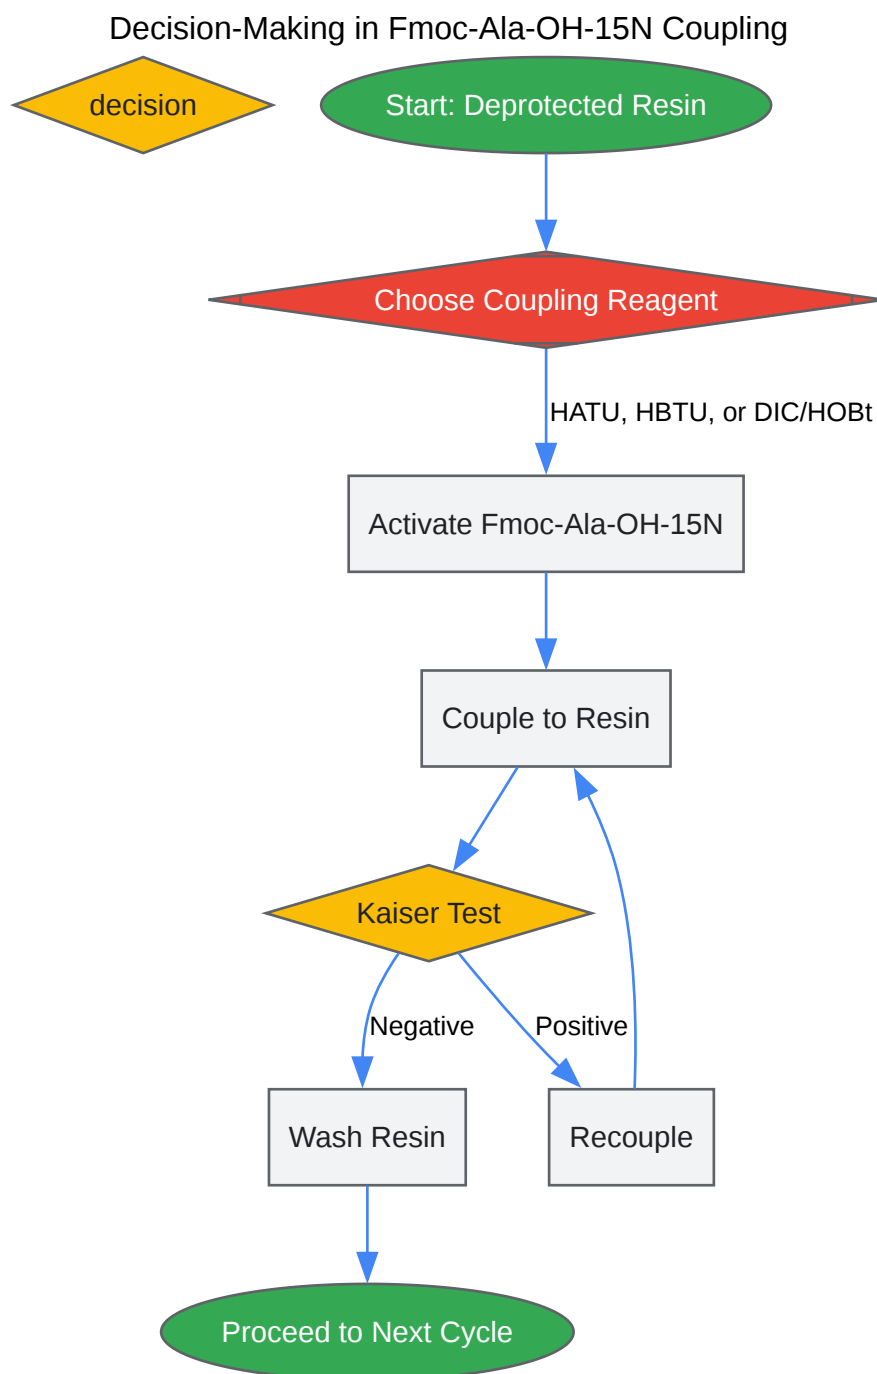 Decision-Making in Fmoc-Ala-OH-15N Coupling
decision
Start: Deprotected Resin
Choose Coupling Reagent
HATU, HBTU, or DIC/HOBt
Activate Fmoc-Ala-OH-15N
Couple to Resin
Kaiser Test
Negative
Positive
Wash Resin
Recouple
Proceed to Next Cycle